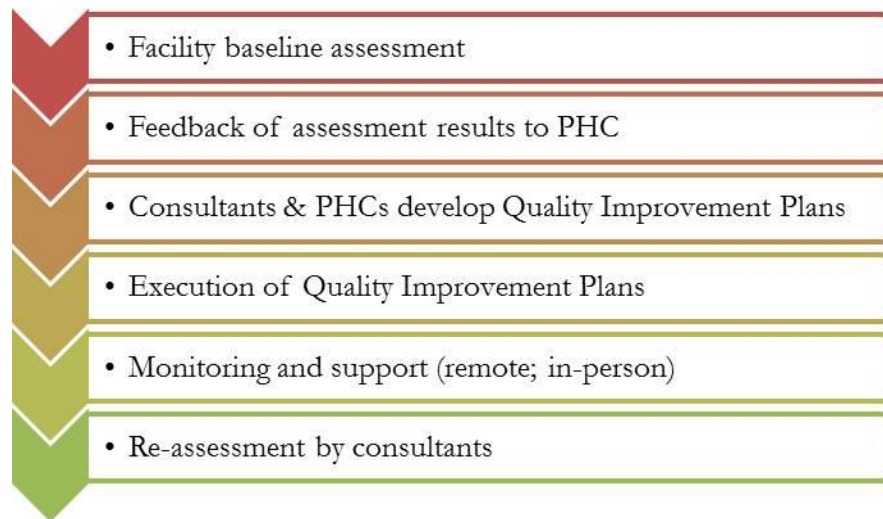 • Facility baseline assessment
• Feedback of assessment results to PHC
• Consultants & PHCs develop Quality Improvement Plans
• Execution of Quality Improvement Plans
• Monitoring and support (remote; in-person)
• Re-assessment by consultants